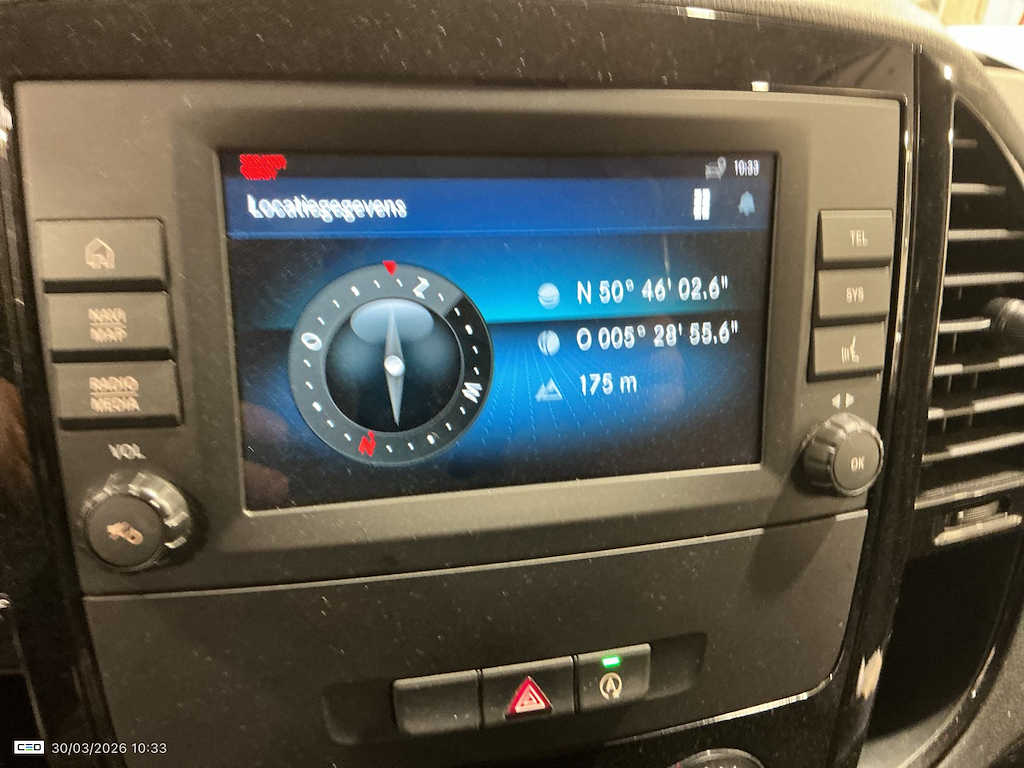 10:33
Locatiegegevens
Z
O
W
N
N 50° 46' 02.6"
O 005° 28' 55.6"
175 m
NAVI
RADIO
MEDIA
VOL
TEL
SYS
OK
CEO 30/03/2026 10:33